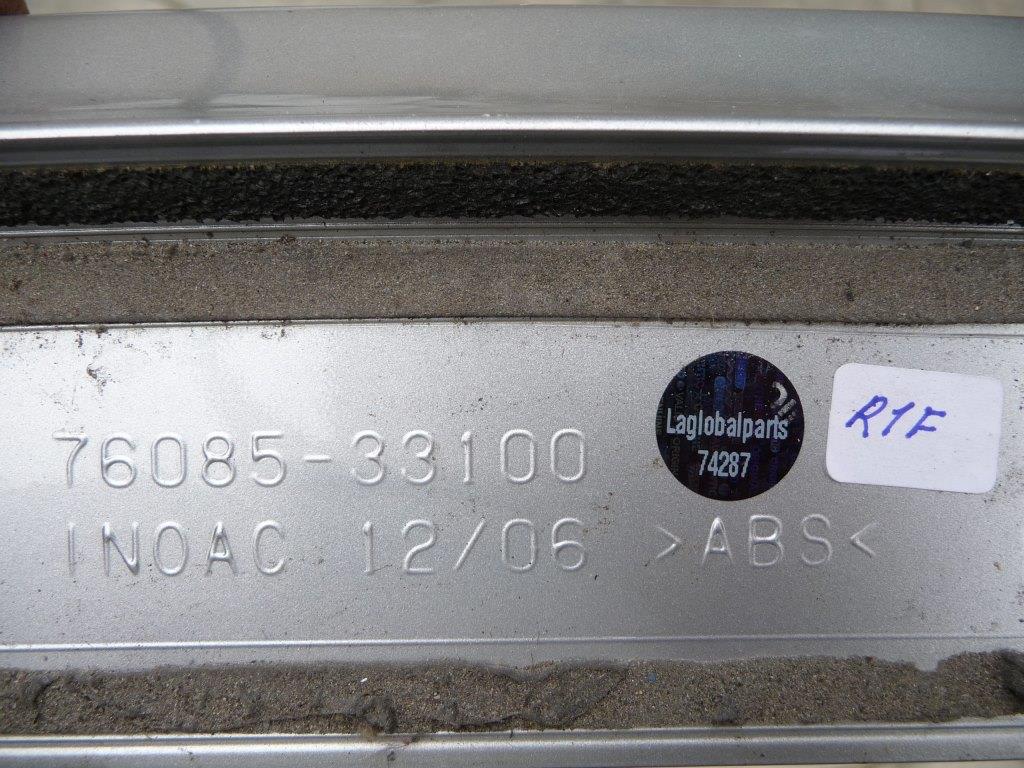 76085-33100
INOAC 12/06 >ABS<
Laglobalparts
74287
R1F